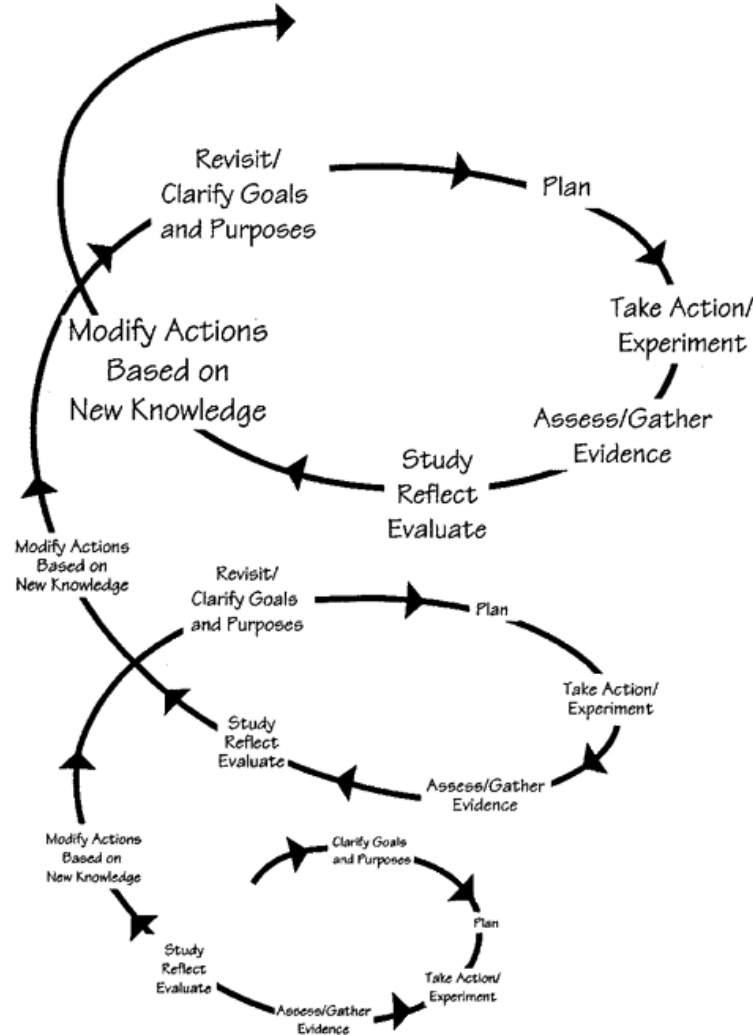 Revisit/
Clarify Goals
and Purposes
Plan
Take Action/
Experiment
Assess/Gather
Evidence
Study
Reflect
Evaluate
Modify Actions
Based on
New Knowledge
Modify Actions
Based on
New Knowledge
Revisit/
Clarify Goals
and Purposes
Plan
Take Action/
Experiment
Assess/Gather
Evidence
Study
Reflect
Evaluate
Modify Actions
Based on
New Knowledge
Clarify Goals
and Purposes
Plan
Take Action/
Experiment
Assess/Gather
Evidence
Study
Reflect
Evaluate